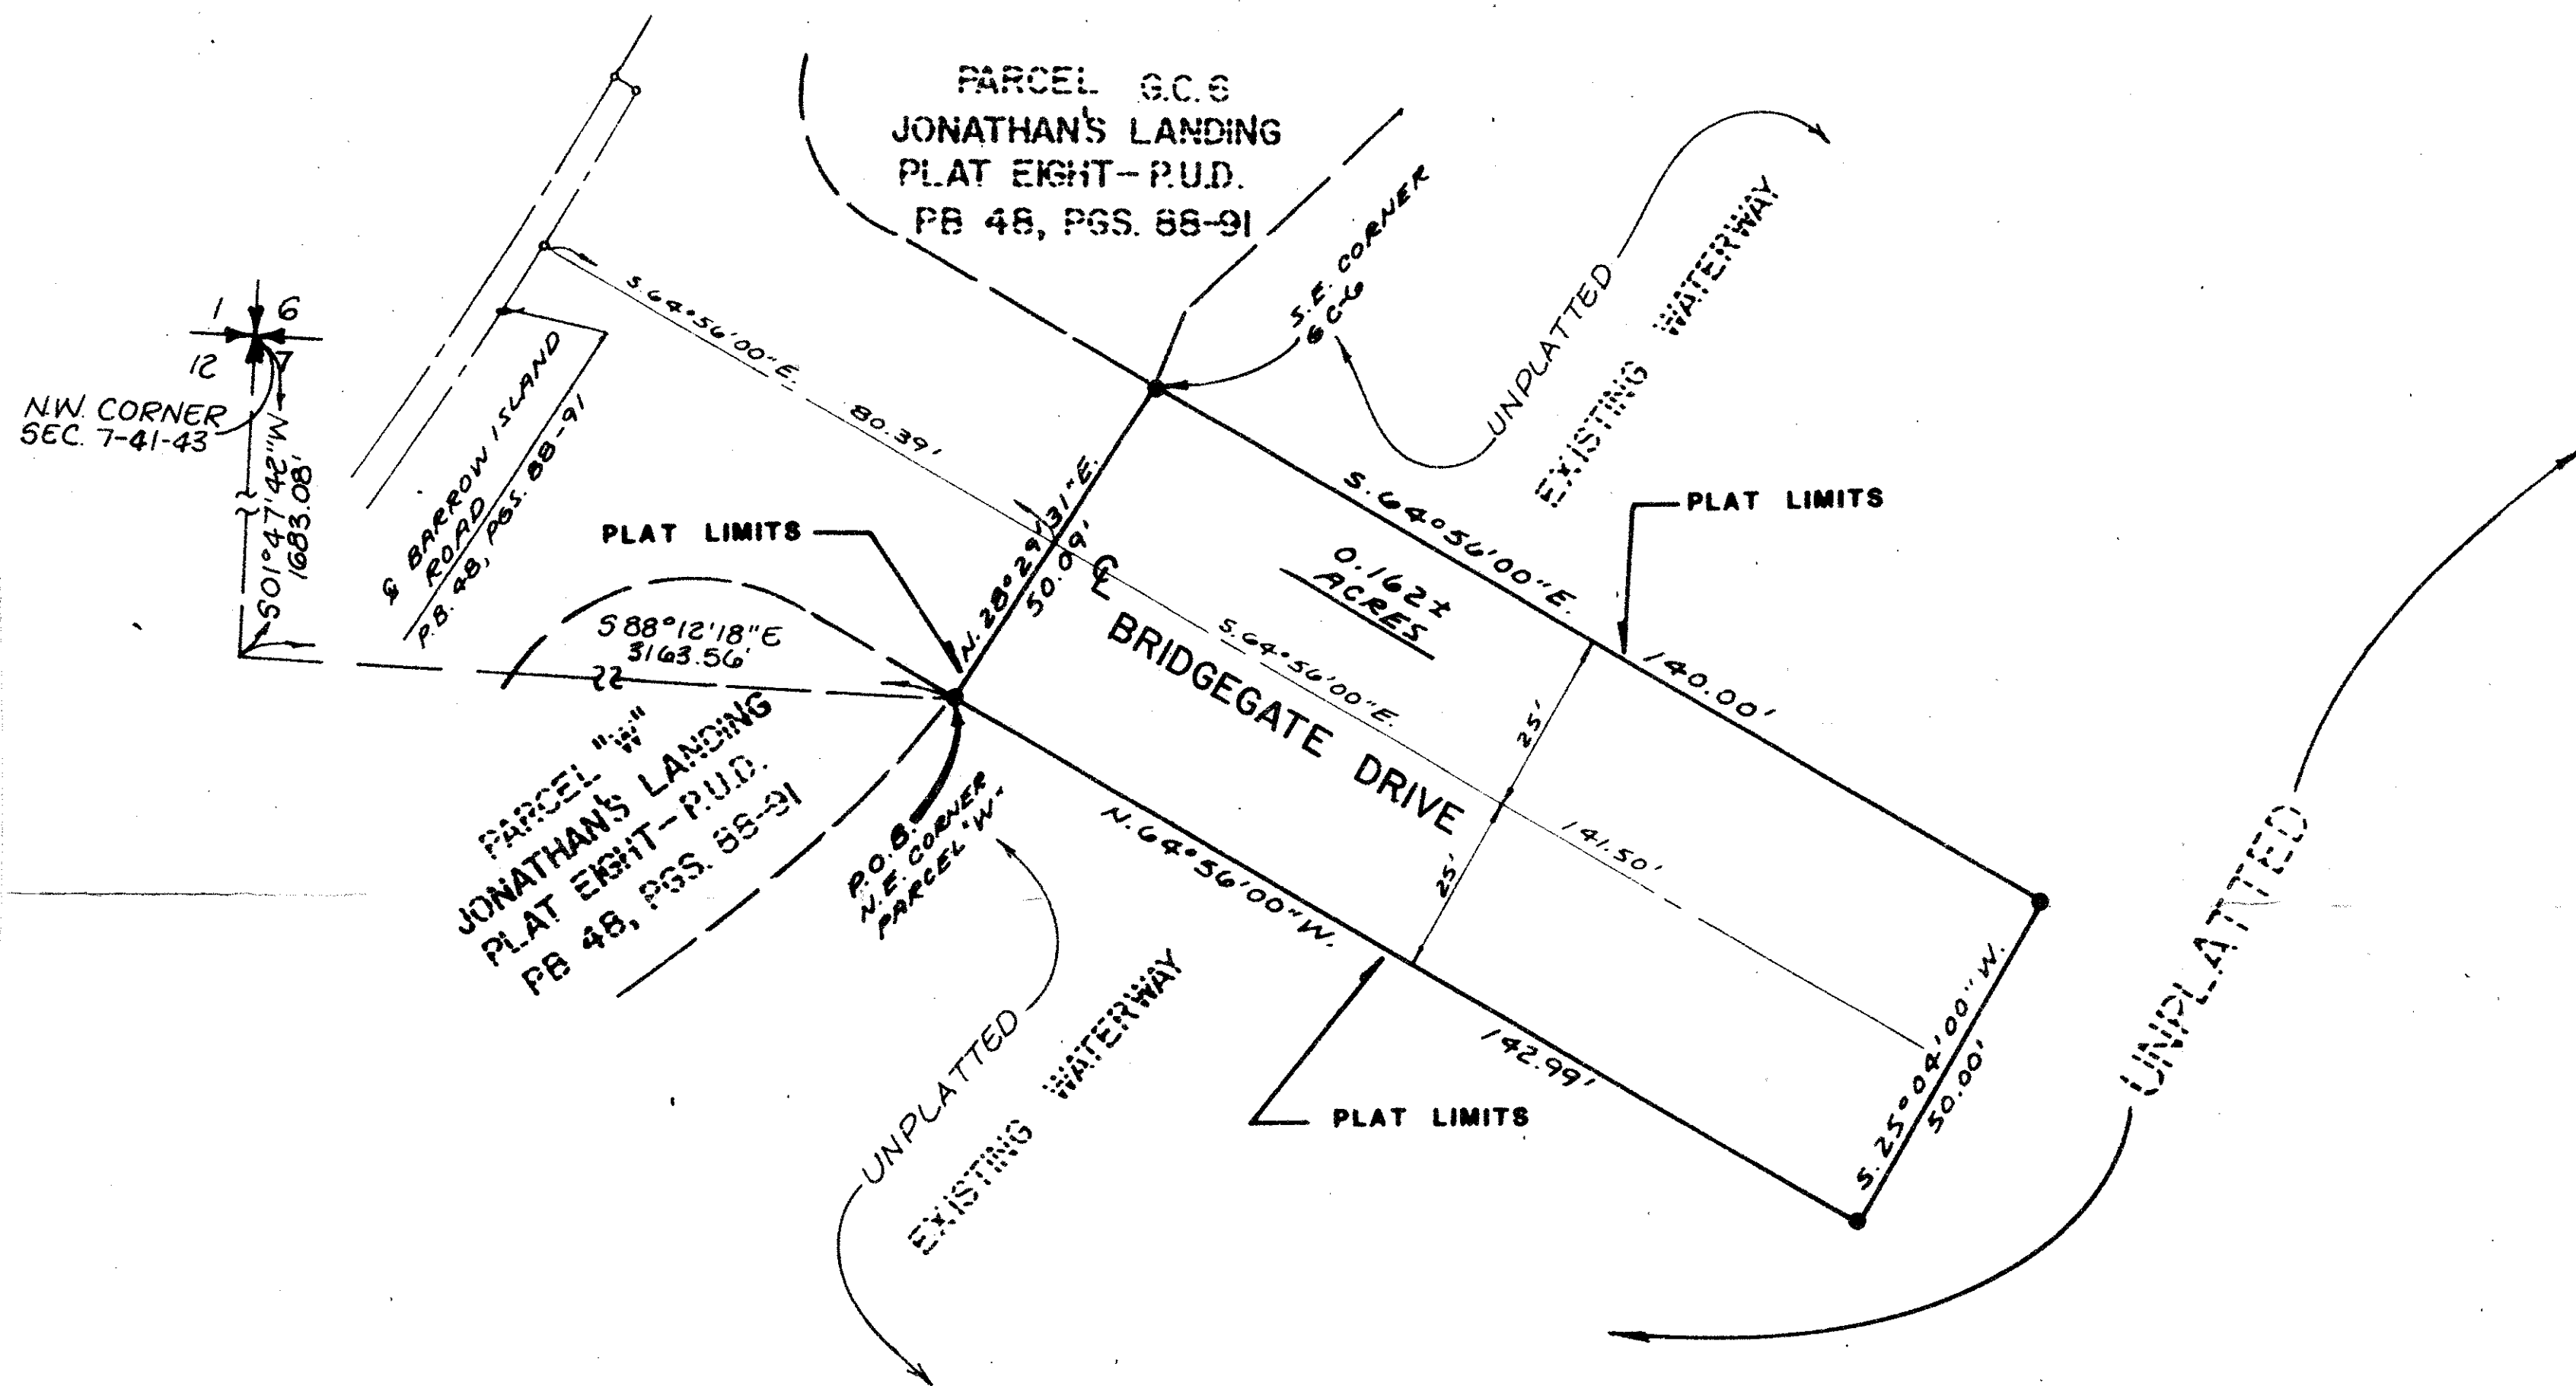 PARCEL G.C.6
JONATHAN'S LANDING
PLAT EIGHT-P.U.D.
PB 48, PGS. 88-91
S.E. CORNER
G C-6
UNPLATTED
EXISTING WATERWAY
1 6
12 7
N.W. CORNER
SEC. 7-41-43
S01°47'42"W
1683.08'
℄ BARROW ISLAND
ROAD
P.B. 48, PGS. 88-91
S.64°56'00"E.
80.39'
N.28°29'31"E.
50.09'
PLAT LIMITS
S88°12'18"E
3163.56'
PARCEL "W"
JONATHAN'S LANDING
PLAT EIGHT-P.U.D.
PB 48, PGS. 88-91
P.O.B.
N.E. CORNER
PARCEL "W"
UNPLATTED
EXISTING WATERWAY
℄
BRIDGEGATE DRIVE
0.162±
ACRES
S.64°56'00"E.
140.00'
PLAT LIMITS
S.64°56'00"E.
141.50'
25'
25'
N.64°56'00"W.
142.99'
PLAT LIMITS
S.25°04'00"W.
50.00'
UNPLATTED